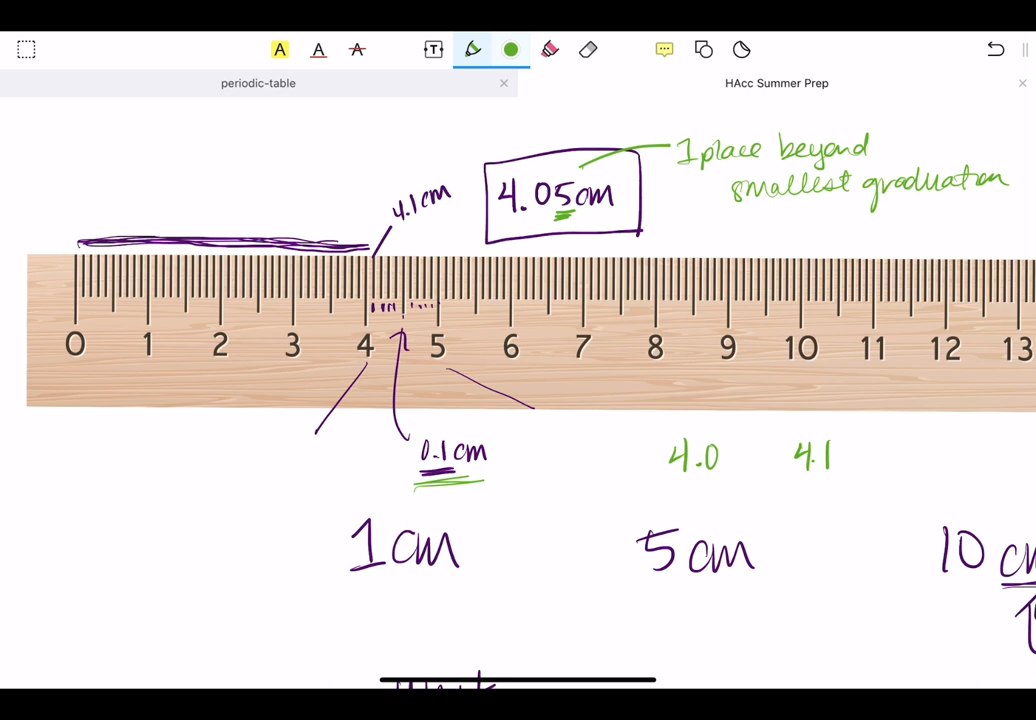 A A A T
periodic-table × HAcc Summer Prep ×
1 place beyond
smallest graduation
4.05cm
4.1cm
0 1 2 3 4 5 6 7 8 9 10 11 12 13
0.1cm
4.0 4.1
1cm 5cm 10 cm